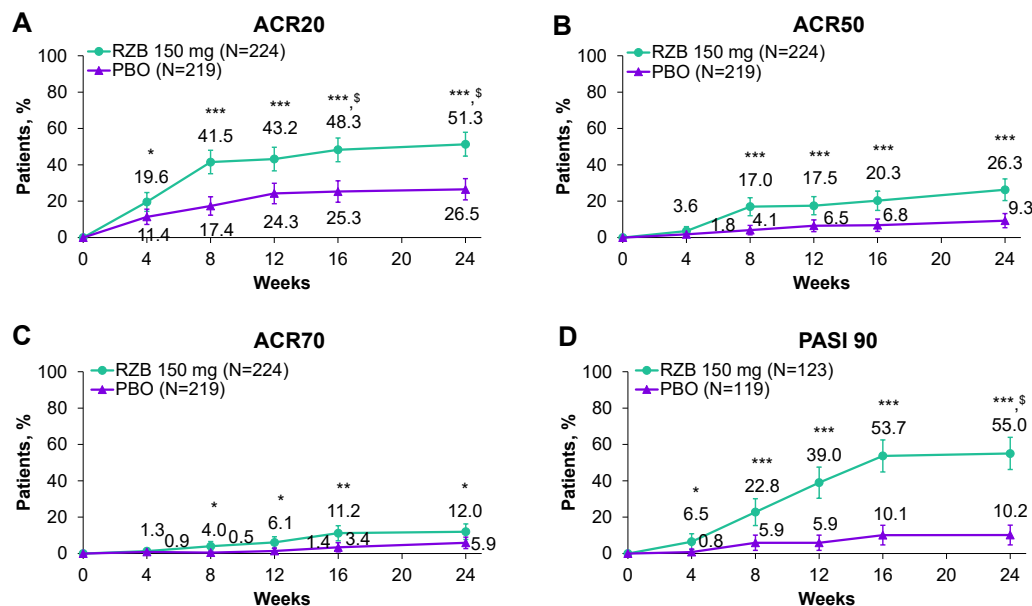 A
ACR20
RZB 150 mg (N=224)
PBO (N=219)
Patients, %
100
80
60
40
20
0
*
***
***
***,$
***,$
19.6
41.5
43.2
48.3
51.3
11.4
17.4
24.3
25.3
26.5
0 4 8 12 16 20 24
Weeks
B
ACR50
RZB 150 mg (N=224)
PBO (N=219)
Patients, %
100
80
60
40
20
0
***
***
***
***
3.6
17.0
17.5
20.3
26.3
1.8
4.1
6.5
6.8
9.3
0 4 8 12 16 20 24
Weeks
C
ACR70
RZB 150 mg (N=224)
PBO (N=219)
Patients, %
100
80
60
40
20
0
*
*
**
*
1.3
4.0
6.1
11.2
12.0
0.9
0.5
1.4
3.4
5.9
0 4 8 12 16 20 24
Weeks
D
PASI 90
RZB 150 mg (N=123)
PBO (N=119)
Patients, %
100
80
60
40
20
0
*
***
***
***
***,$
6.5
22.8
39.0
53.7
55.0
0.8
5.9
5.9
10.1
10.2
0 4 8 12 16 20 24
Weeks